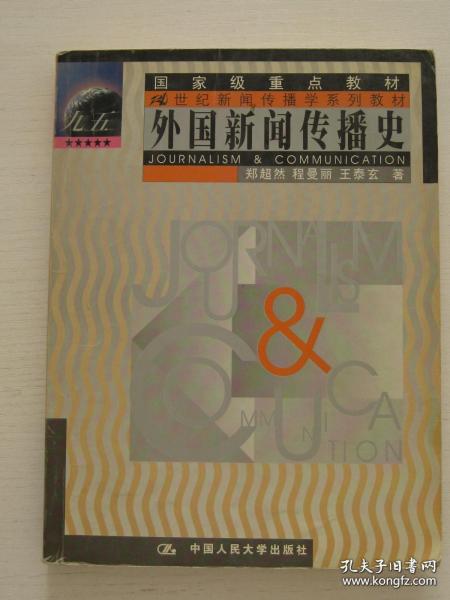 国家级重点教材
21世纪新闻传播学系列教材
九五
★★★★★
外国新闻传播史
JOURNALISM & COMMUNICATION
郑超然 程曼丽 王泰玄 著
JOURNALISM
&
COMMUNICATION
中国人民大学出版社
孔夫子旧书网
www.kongfz.com